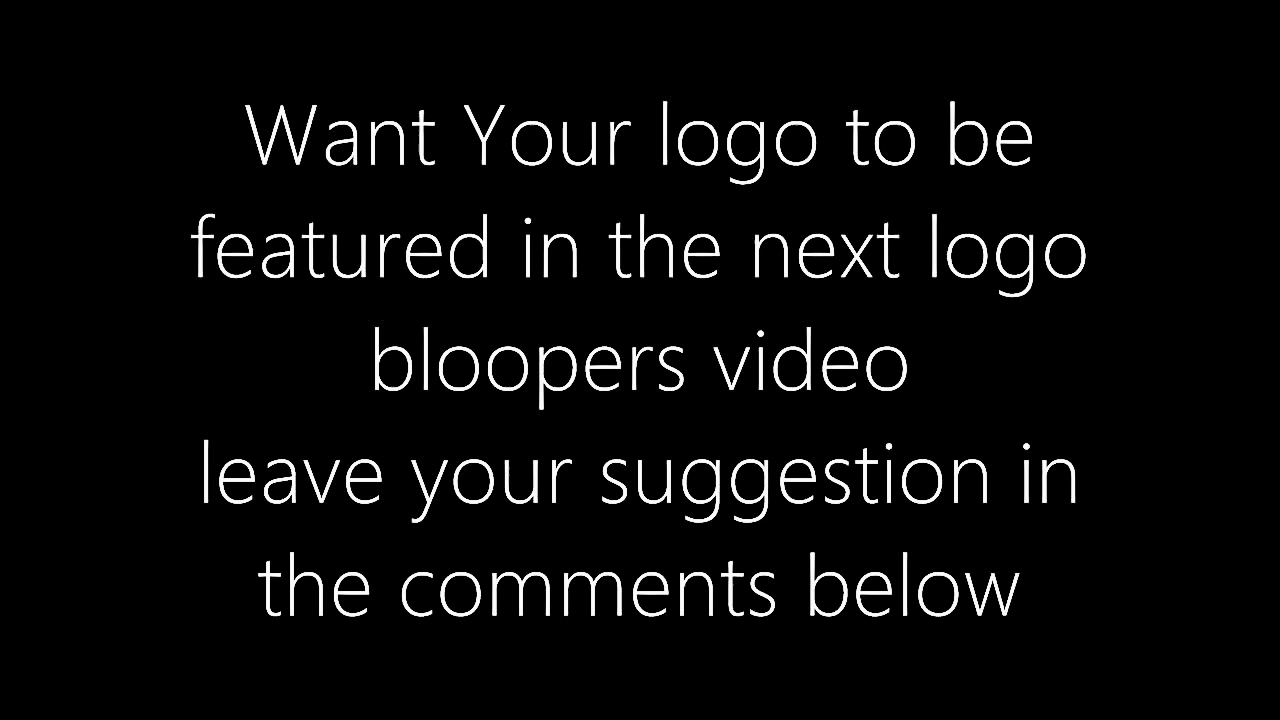 Want Your logo to be
featured in the next logo
bloopers video
leave your suggestion in
the comments below